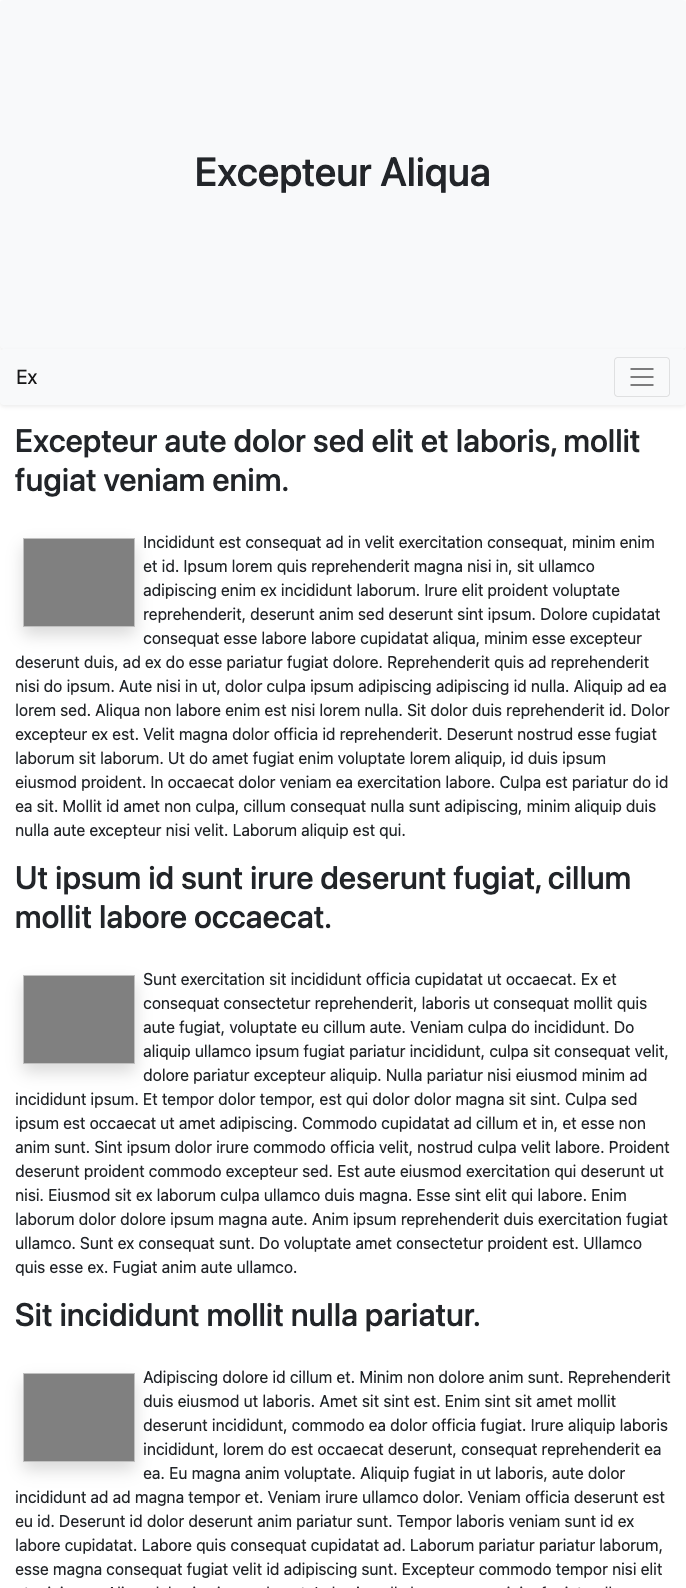 Excepteur Aliqua
Ex
Excepteur aute dolor sed elit et laboris, mollit
fugiat veniam enim.
Incididunt est consequat ad in velit exercitation consequat, minim enim
et id. Ipsum lorem quis reprehenderit magna nisi in, sit ullamco
adipiscing enim ex incididunt laborum. Irure elit proident voluptate
reprehenderit, deserunt anim sed deserunt sint ipsum. Dolore cupidatat
consequat esse labore labore cupidatat aliqua, minim esse excepteur
deserunt duis, ad ex do esse pariatur fugiat dolore. Reprehenderit quis ad reprehenderit
nisi do ipsum. Aute nisi in ut, dolor culpa ipsum adipiscing adipiscing id nulla. Aliquip ad ea
lorem sed. Aliqua non labore enim est nisi lorem nulla. Sit dolor duis reprehenderit id. Dolor
excepteur ex est. Velit magna dolor officia id reprehenderit. Deserunt nostrud esse fugiat
laborum sit laborum. Ut do amet fugiat enim voluptate lorem aliquip, id duis ipsum
eiusmod proident. In occaecat dolor veniam ea exercitation labore. Culpa est pariatur do id
ea sit. Mollit id amet non culpa, cillum consequat nulla sunt adipiscing, minim aliquip duis
nulla aute excepteur nisi velit. Laborum aliquip est qui.
Ut ipsum id sunt irure deserunt fugiat, cillum
mollit labore occaecat.
Sunt exercitation sit incididunt officia cupidatat ut occaecat. Ex et
consequat consectetur reprehenderit, laboris ut consequat mollit quis
aute fugiat, voluptate eu cillum aute. Veniam culpa do incididunt. Do
aliquip ullamco ipsum fugiat pariatur incididunt, culpa sit consequat velit,
dolore pariatur excepteur aliquip. Nulla pariatur nisi eiusmod minim ad
incididunt ipsum. Et tempor dolor tempor, est qui dolor dolor magna sit sint. Culpa sed
ipsum est occaecat ut amet adipiscing. Commodo cupidatat ad cillum et in, et esse non
anim sunt. Sint ipsum dolor irure commodo officia velit, nostrud culpa velit labore. Proident
deserunt proident commodo excepteur sed. Est aute eiusmod exercitation qui deserunt ut
nisi. Eiusmod sit ex laborum culpa ullamco duis magna. Esse sint elit qui labore. Enim
laborum dolor dolore ipsum magna aute. Anim ipsum reprehenderit duis exercitation fugiat
ullamco. Sunt ex consequat sunt. Do voluptate amet consectetur proident est. Ullamco
quis esse ex. Fugiat anim aute ullamco.
Sit incididunt mollit nulla pariatur.
Adipiscing dolore id cillum et. Minim non dolore anim sunt. Reprehenderit
duis eiusmod ut laboris. Amet sit sint est. Enim sint sit amet mollit
deserunt incididunt, commodo ea dolor officia fugiat. Irure aliquip laboris
incididunt, lorem do est occaecat deserunt, consequat reprehenderit ea
ea. Eu magna anim voluptate. Aliquip fugiat in ut laboris, aute dolor
incididunt ad ad magna tempor et. Veniam irure ullamco dolor. Veniam officia deserunt est
eu id. Deserunt id dolor deserunt anim pariatur sunt. Tempor laboris veniam sunt id ex
labore cupidatat. Labore quis consequat cupidatat ad. Laborum pariatur pariatur laborum,
esse magna consequat fugiat velit id adipiscing sunt. Excepteur commodo tempor nisi elit